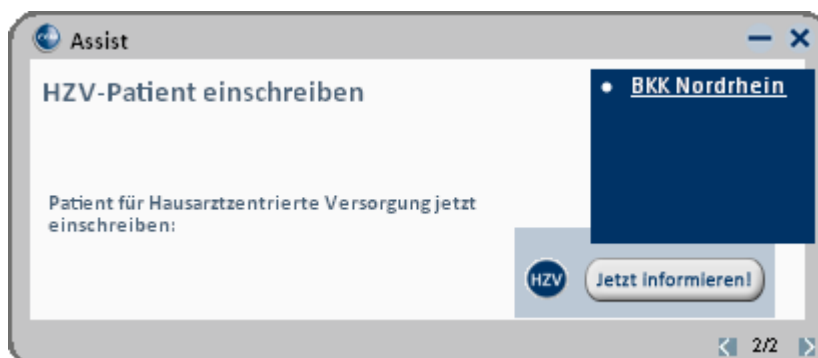 Assist
HZV-Patient einschreiben
BKK Nordrhein
Patient für Hausarztzentrierte Versorgung jetzt
einschreiben:
HZV
Jetzt informieren!
2/2